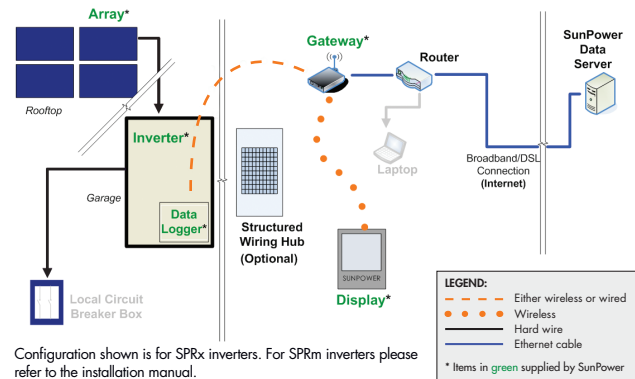 Array*
Rooftop
Inverter*
Garage
Data
Logger*
Local Circuit
Breaker Box
Structured
Wiring Hub
(Optional)
Gateway*
Router
Laptop
SUNPOWER
Display*
Broadband/DSL
Connection
(Internet)
SunPower
Data
Server
LEGEND:
Either wireless or wired
Wireless
Hard wire
Ethernet cable
* Items in green supplied by SunPower
Configuration shown is for SPRx inverters. For SPRm inverters please
refer to the installation manual.